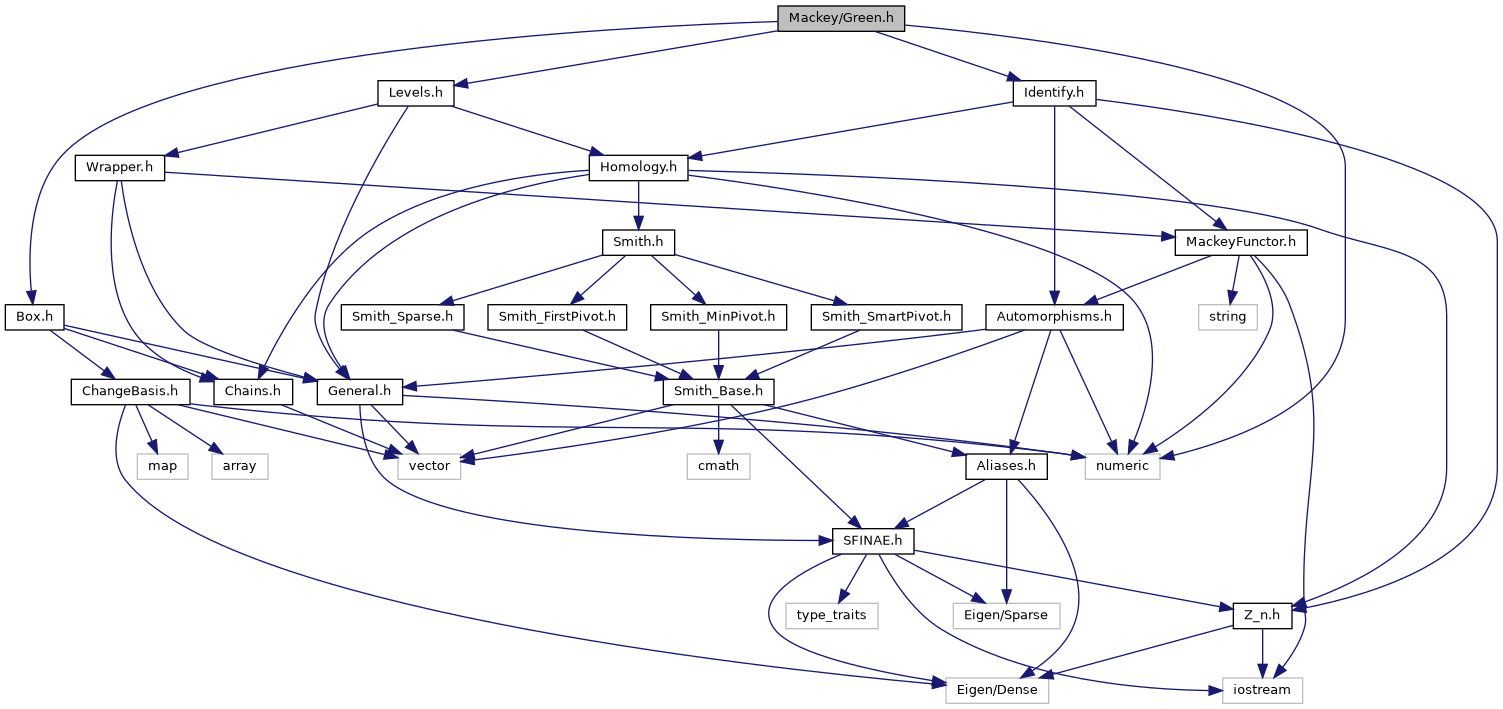 Mackey/Green.h
Levels.h
Identify.h
Wrapper.h
Homology.h
Smith.h
MackeyFunctor.h
Box.h
Smith_Sparse.h
Smith_FirstPivot.h
Smith_MinPivot.h
Smith_SmartPivot.h
Automorphisms.h
string
ChangeBasis.h
Chains.h
General.h
Smith_Base.h
map
array
vector
cmath
Aliases.h
numeric
SFINAE.h
type_traits
Eigen/Sparse
Z_n.h
Eigen/Dense
iostream